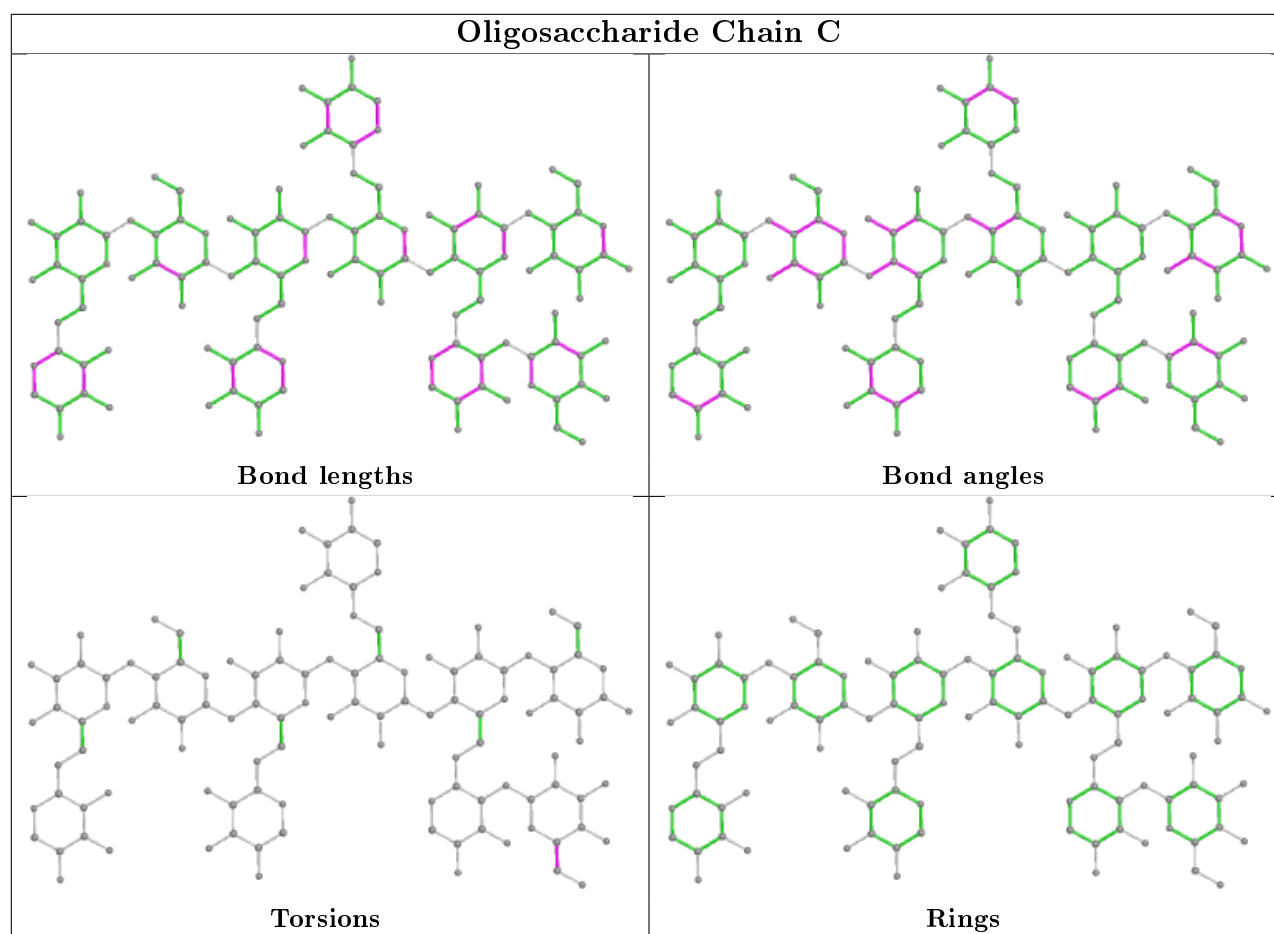 Oligosaccharide Chain C
Bond lengths
Bond angles
Torsions
Rings